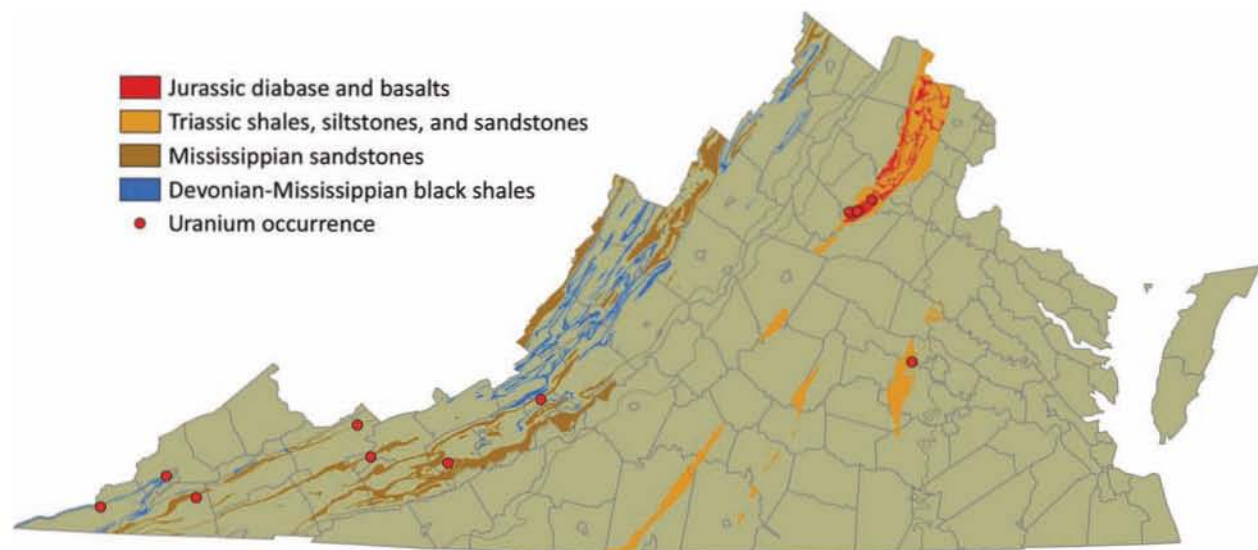 Jurassic diabase and basalts
Triassic shales, siltstones, and sandstones
Mississippian sandstones
Devonian-Mississippian black shales
Uranium occurrence